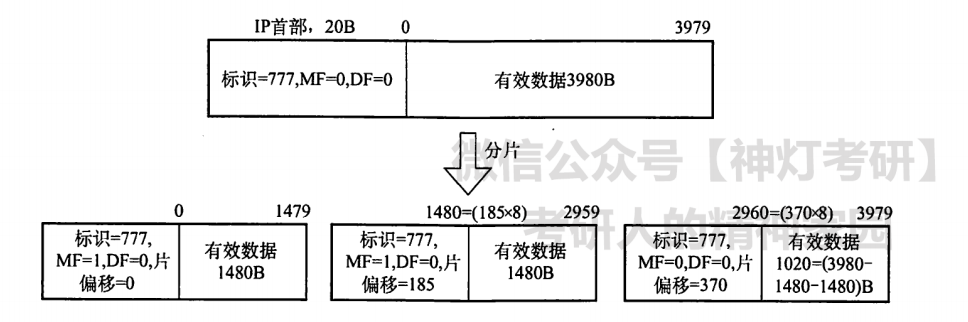 IP首部，20B 0 3979
标识=777,MF=0,DF=0 有效数据3980B
分片
微信公众号【神灯考研】
0 1479 1480=(185×8) 2959 2960=(370×8) 3979
考研人的精神家园
标识=777,
MF=1,DF=0,片
偏移=0
有效数据
1480B
标识=777,
MF=1,DF=0,片
偏移=185
有效数据
1480B
标识=777,
MF=0,DF=0,片
偏移=370
有效数据
1020=(3980-
1480-1480)B